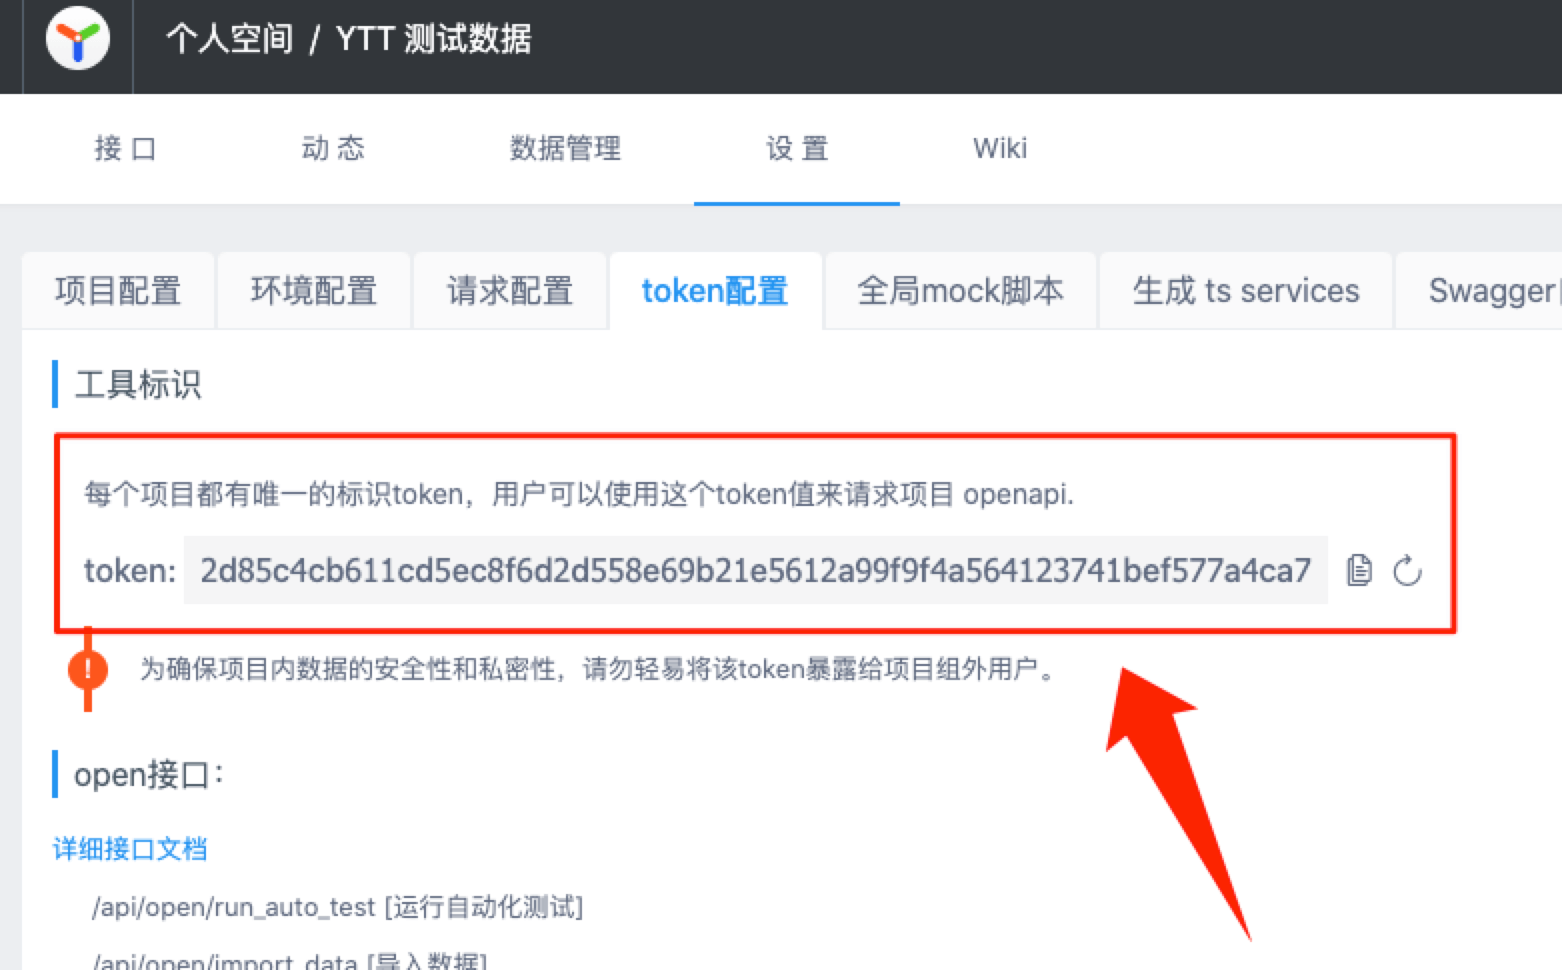 个人空间 / YTT 测试数据
接 口 动 态 数据管理 设 置 Wiki
项目配置 环境配置 请求配置 token配置 全局mock脚本 生成 ts services Swagger
工具标识
每个项目都有唯一的标识token，用户可以使用这个token值来请求项目 openapi.
token: 2d85c4cb611cd5ec8f6d2d558e69b21e5612a99f9f4a564123741bef577a4ca7
为确保项目内数据的安全性和私密性，请勿轻易将该token暴露给项目组外用户。
open接口：
详细接口文档
/api/open/run_auto_test [运行自动化测试]
/api/open/import_data [导入数据]